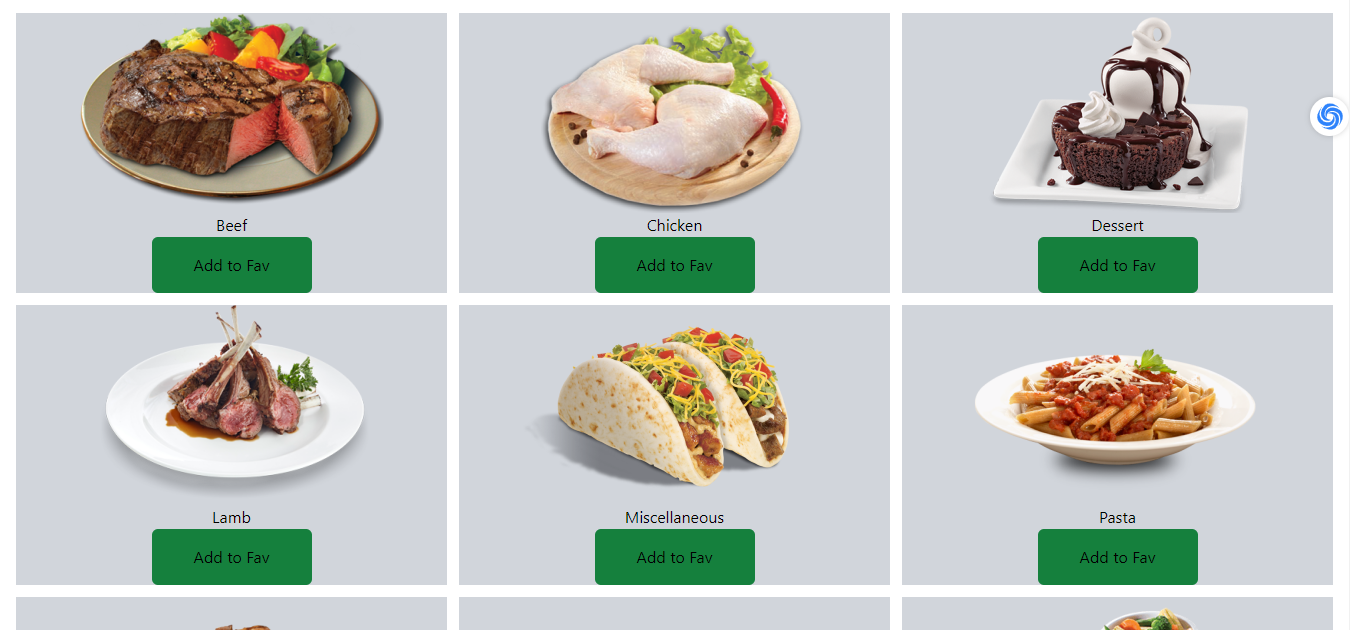 Beef
Chicken
Dessert
Add to Fav
Add to Fav
Add to Fav
Lamb
Miscellaneous
Pasta
Add to Fav
Add to Fav
Add to Fav